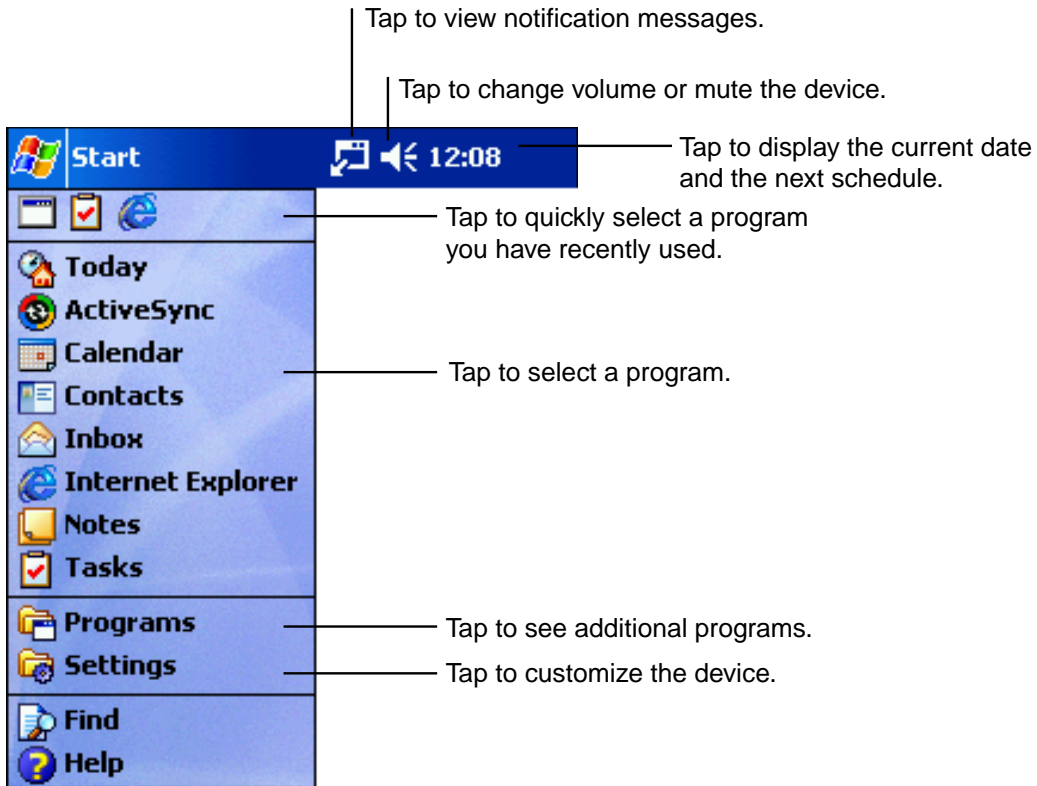 Tap to view notification messages.
Tap to change volume or mute the device.
Start
12:08
Tap to display the current date
and the next schedule.
Tap to quickly select a program
you have recently used.
Today
ActiveSync
Calendar
Tap to select a program.
Contacts
Inbox
Internet Explorer
Notes
Tasks
Programs
Tap to see additional programs.
Settings
Tap to customize the device.
Find
Help